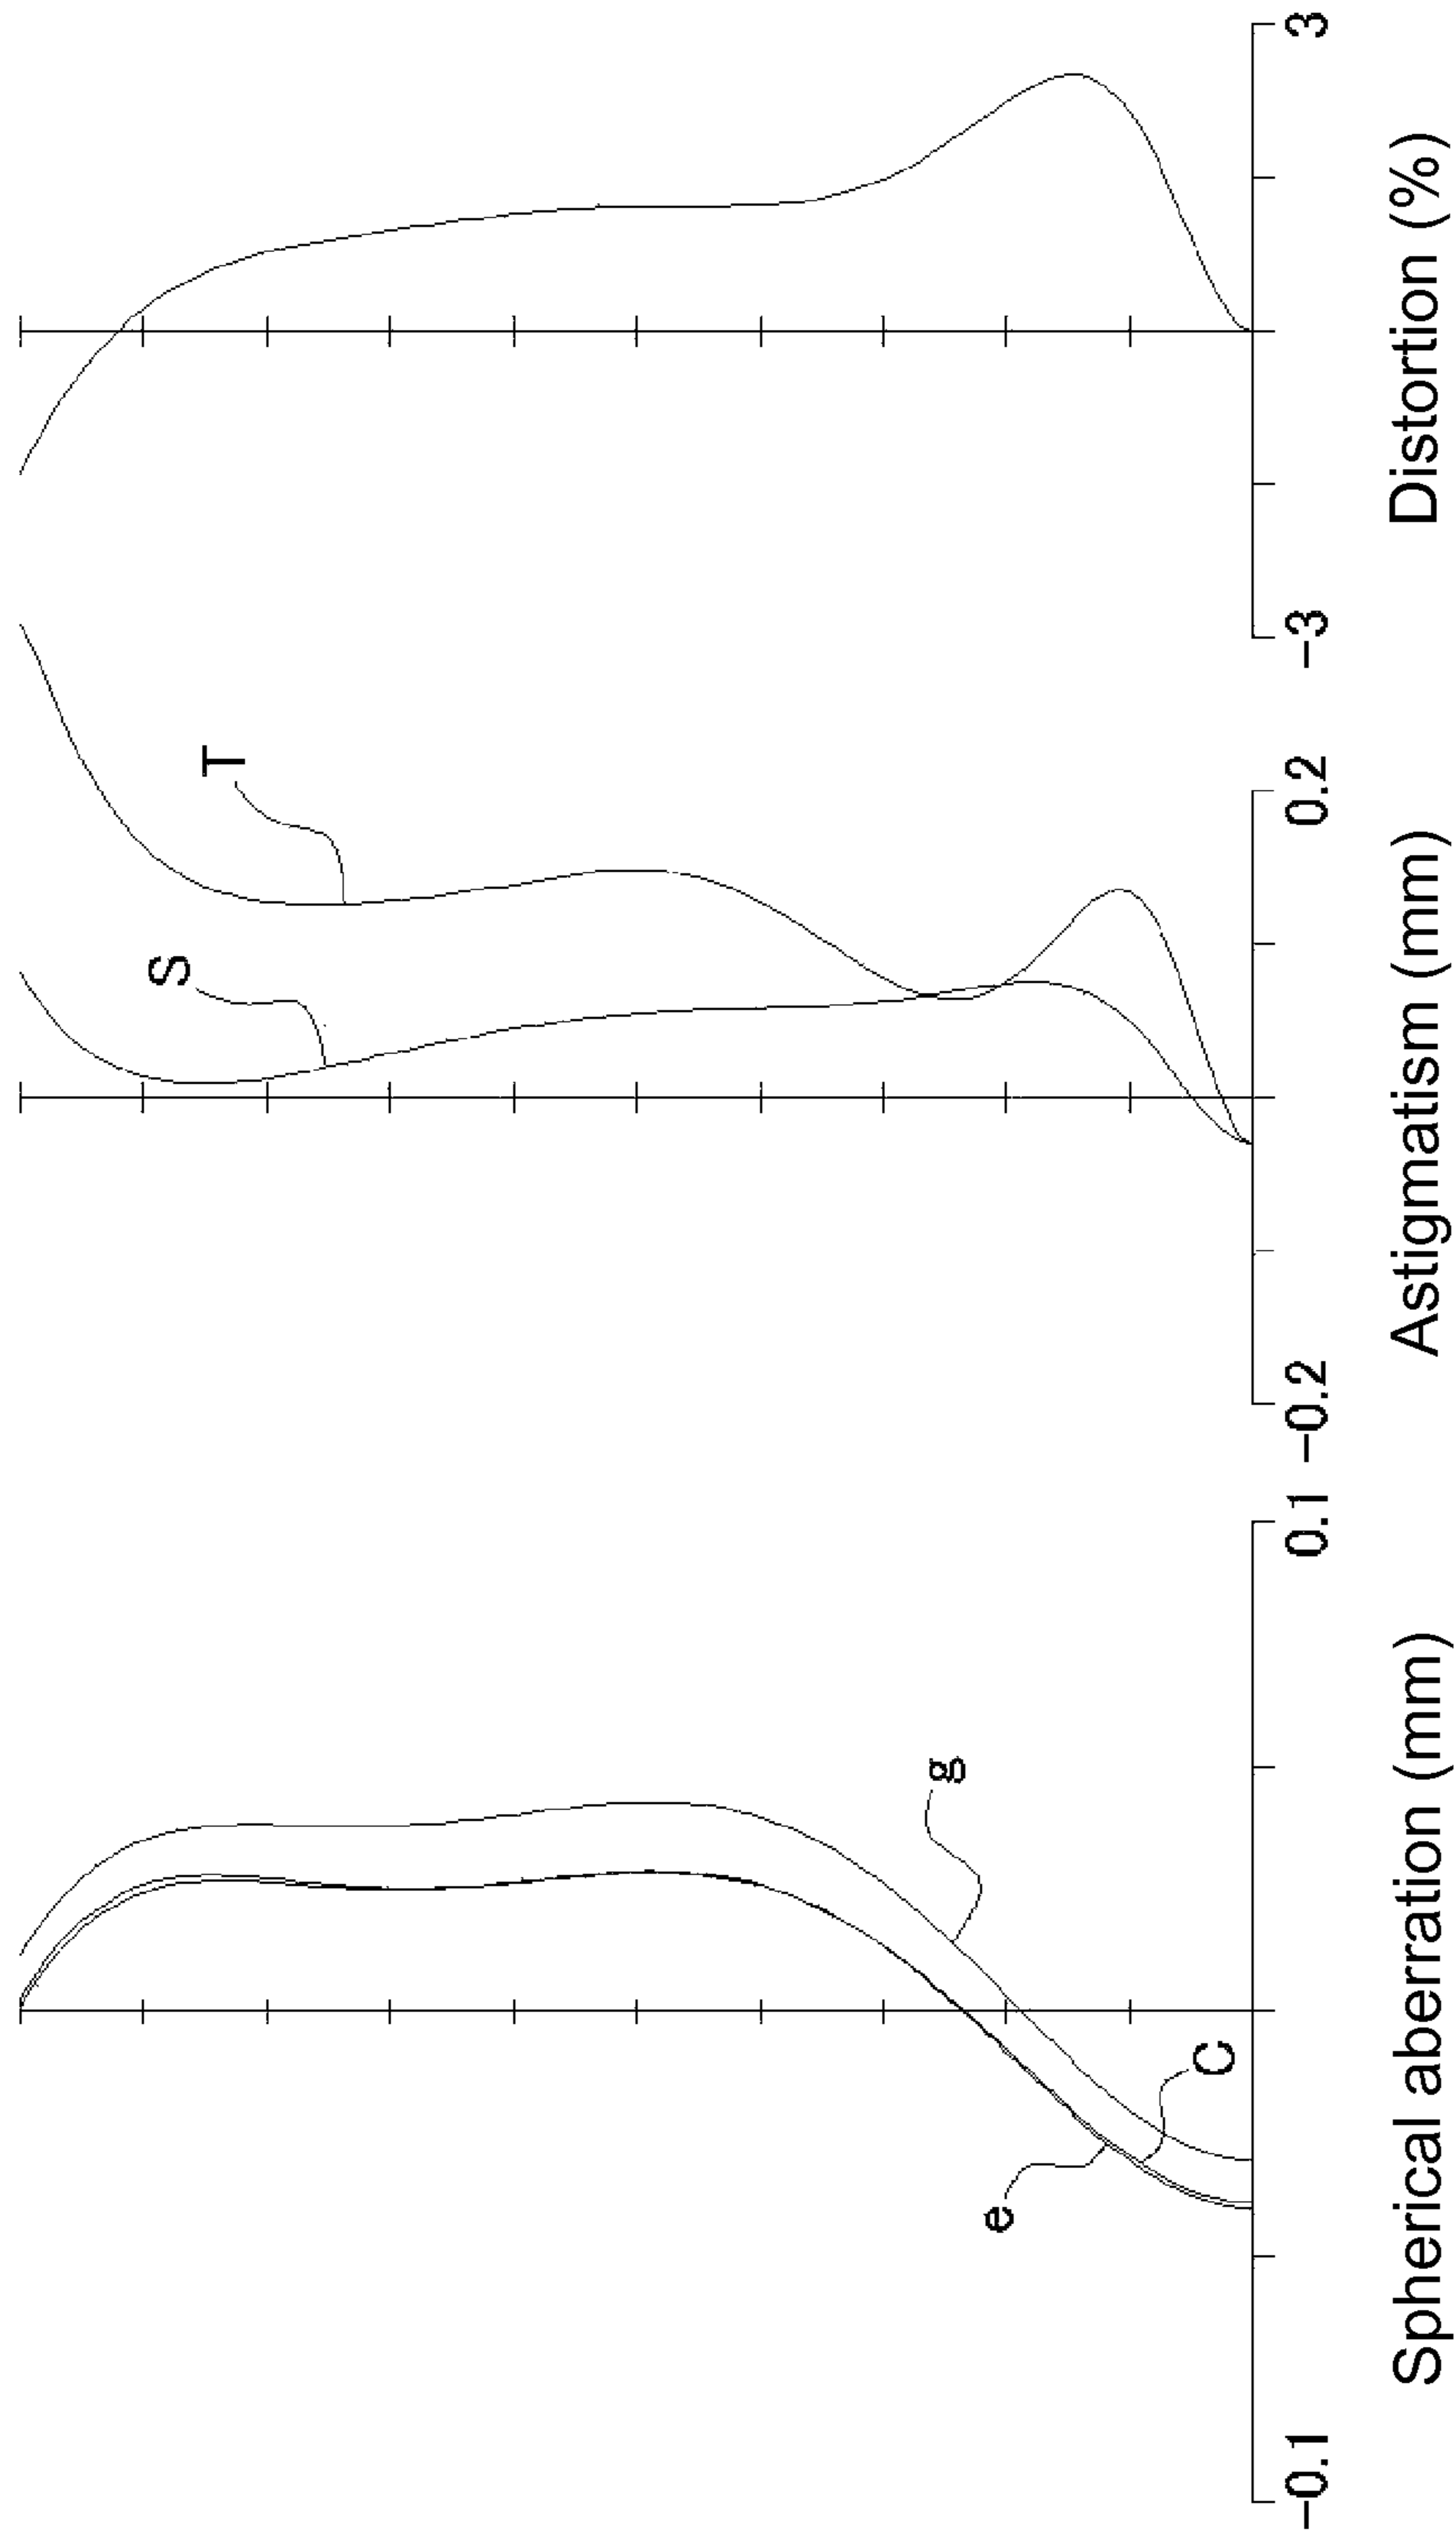 g
C
e
-0.1
0.1
Spherical aberration (mm)
S
T
-0.2
0.2
Astigmatism (mm)
-3
3
Distortion (%)